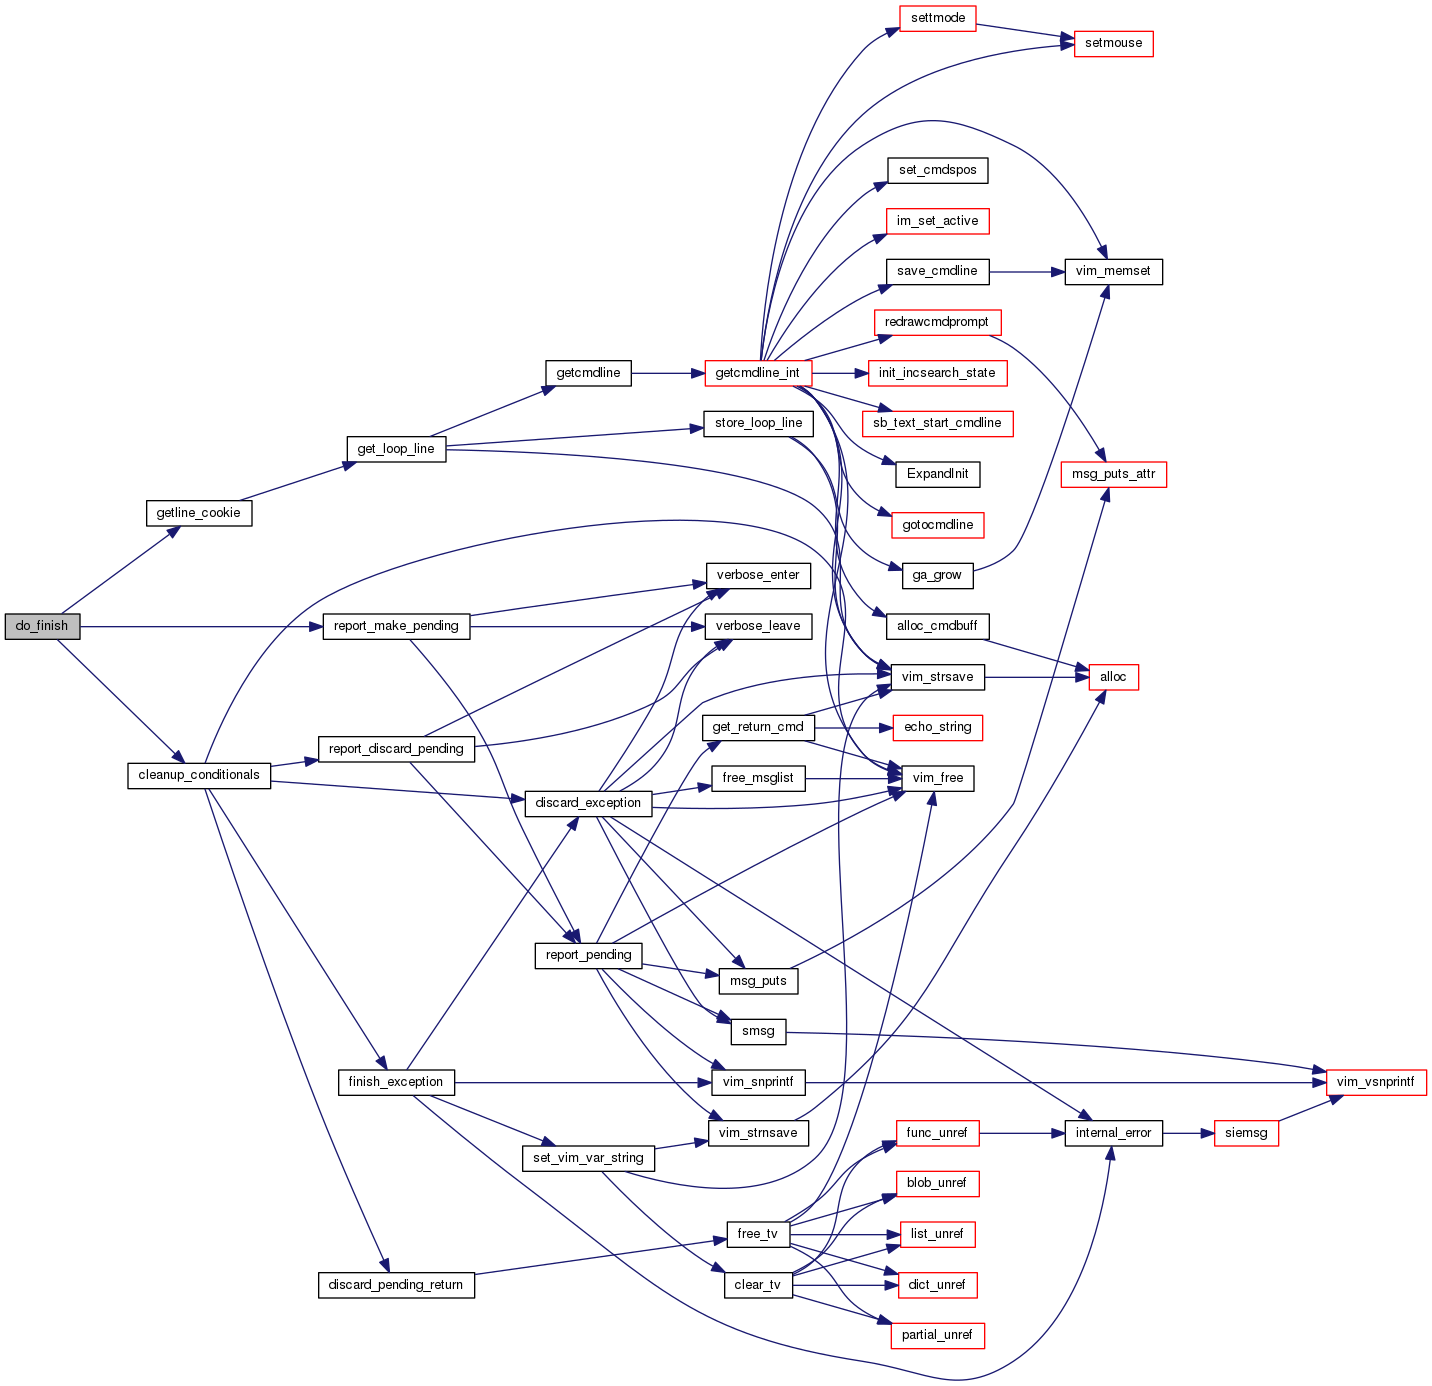 settmode
setmouse
set_cmdspos
im_set_active
save_cmdline
vim_memset
redrawcmdprompt
getcmdline
getcmdline_int
init_incsearch_state
store_loop_line
sb_text_start_cmdline
get_loop_line
ExpandInit
msg_puts_attr
getline_cookie
gotocmdline
verbose_enter
ga_grow
do_finish
report_make_pending
verbose_leave
alloc_cmdbuff
vim_strsave
alloc
get_return_cmd
echo_string
report_discard_pending
cleanup_conditionals
free_msglist
vim_free
discard_exception
report_pending
msg_puts
smsg
finish_exception
vim_snprintf
vim_vsnprintf
vim_strnsave
func_unref
internal_error
siemsg
set_vim_var_string
blob_unref
free_tv
list_unref
discard_pending_return
clear_tv
dict_unref
partial_unref